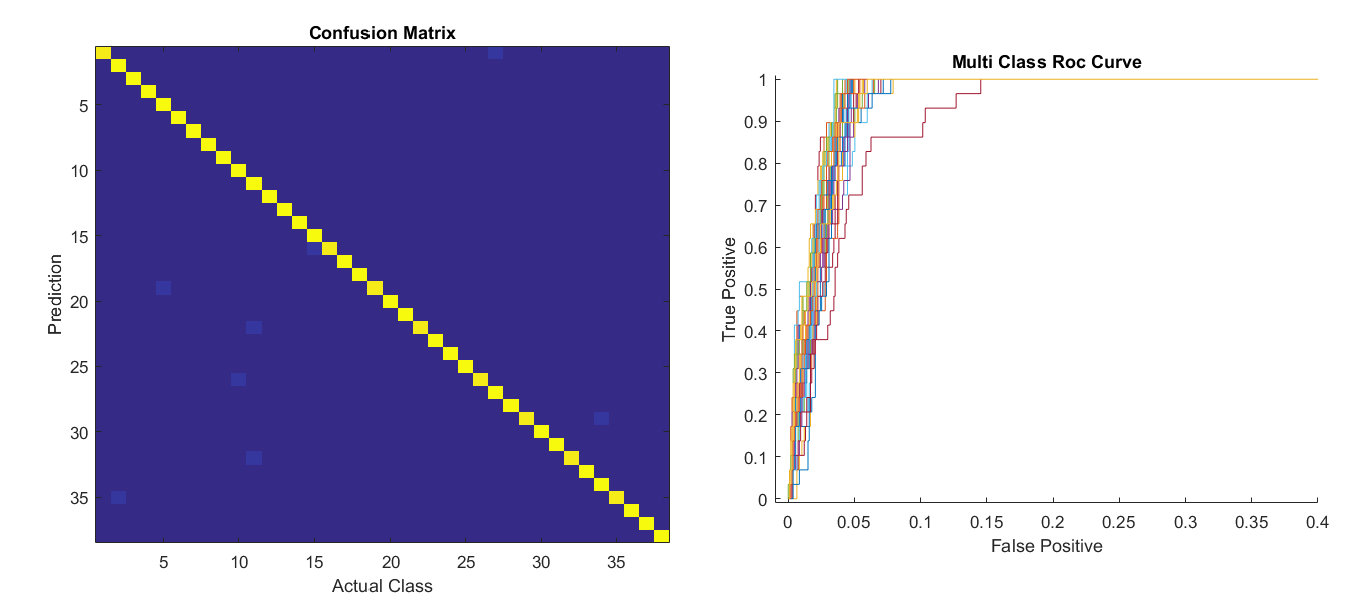 Confusion Matrix
5
10
15
20
25
30
35
Prediction
5 10 15 20 25 30 35
Actual Class
Multi Class Roc Curve
1
0.9
0.8
0.7
0.6
0.5
0.4
0.3
0.2
0.1
0
True Positive
0 0.05 0.1 0.15 0.2 0.25 0.3 0.35 0.4
False Positive